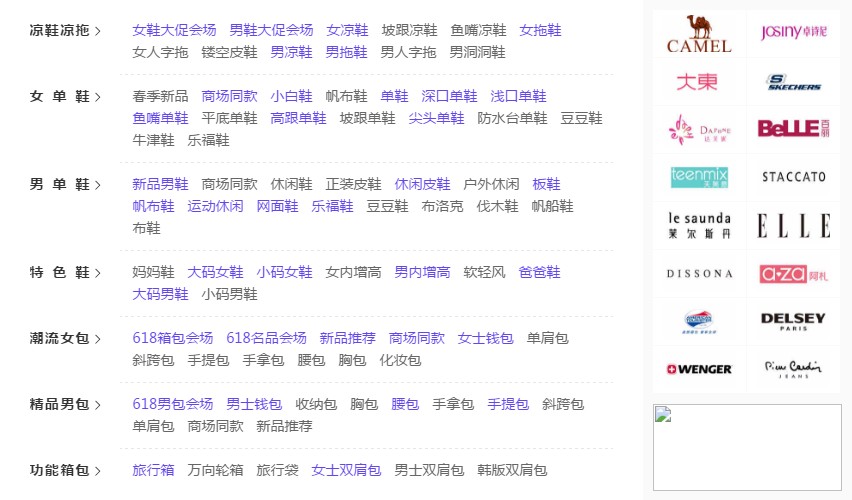 凉鞋凉拖 >
女鞋大促会场 男鞋大促会场 女凉鞋 坡跟凉鞋 鱼嘴凉鞋 女拖鞋
女人字拖 镂空皮鞋 男凉鞋 男拖鞋 男人字拖 男洞洞鞋
女单鞋 >
春季新品 商场同款 小白鞋 帆布鞋 单鞋 深口单鞋 浅口单鞋
鱼嘴单鞋 平底单鞋 高跟单鞋 坡跟单鞋 尖头单鞋 防水台单鞋 豆豆鞋
牛津鞋 乐福鞋
男单鞋 >
新品男鞋 商场同款 休闲鞋 正装皮鞋 休闲皮鞋 户外休闲 板鞋
帆布鞋 运动休闲 网面鞋 乐福鞋 豆豆鞋 布洛克 伐木鞋 帆船鞋
布鞋
特色鞋 >
妈妈鞋 大码女鞋 小码女鞋 女内增高 男内增高 软轻风 爸爸鞋
大码男鞋 小码男鞋
潮流女包 >
618箱包会场 618名品会场 新品推荐 商场同款 女士钱包 单肩包
斜跨包 手提包 手拿包 腰包 胸包 化妆包
精品男包 >
618男包会场 男士钱包 收纳包 胸包 腰包 手拿包 手提包 斜跨包
单肩包 商场同款 新品推荐
功能箱包 >
旅行箱 万向轮箱 旅行袋 女士双肩包 男士双肩包 韩版双肩包
CAMEL
JOSINY 卓诗尼
大東
SKECHERS
DAPHNE
BeLLE 百丽
teenmix
STACCATO
le saunda
莱尔斯丹
ELLE
DISSONA
a·za 阿札
DELSEY
PARIS
WENGER
Pierre Cardin
JEANS